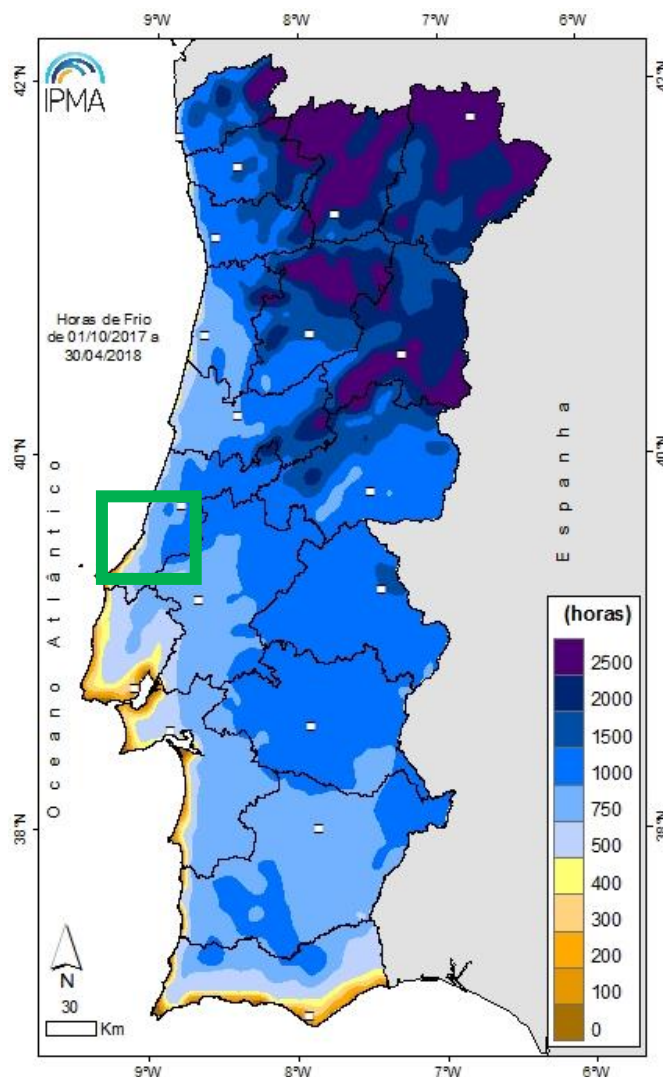 9°W 8°W 7°W 6°W
42°N
42°N
IPMA
Horas de Frio
de 01/10/2017 a
30/04/2018
40°N
40°N
Oceano Atlântico
Espanha
(horas)
2500
2000
1500
1000
750
500
400
300
200
100
0
38°N
38°N
N
30
Km
9°W 8°W 7°W 6°W